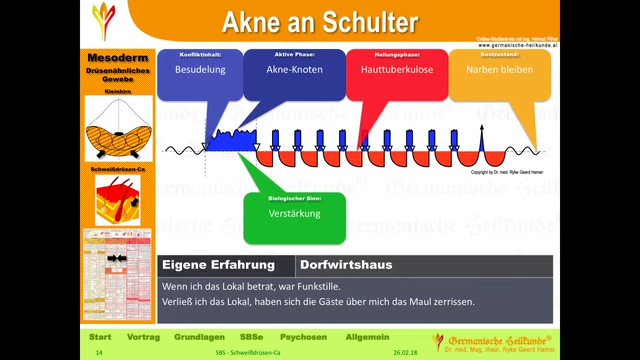 Akne an Schulter
Online-Studienkreis mit Ing. Helmut Pilhar
www.germanische-heilkunde.at
Mesoderm
Drüsenähnliches
Gewebe
Kleinhirn
Schweißdrüsen-Ca
Konfliktinhalt:
Besudelung
Aktive Phase:
Akne-Knoten
Heilungsphase:
Hauttuberkulose
Restzustand:
Narben bleiben
Copyright by Dr. med. Ryke Geerd Hamer
Biologischer Sinn:
Verstärkung
Eigene Erfahrung
Dorfwirtshaus
Wenn ich das Lokal betrat, war Funkstille.
Verließ ich das Lokal, haben sich die Gäste über mich das Maul zerrissen.
Start Vortrag Grundlagen SBSe Psychosen Allgemein
Germanische Heilkunde®
Dr. med. Mag. theol. Ryke Geerd Hamer
14 SBS - Schweißdrüsen-Ca 26.02.18